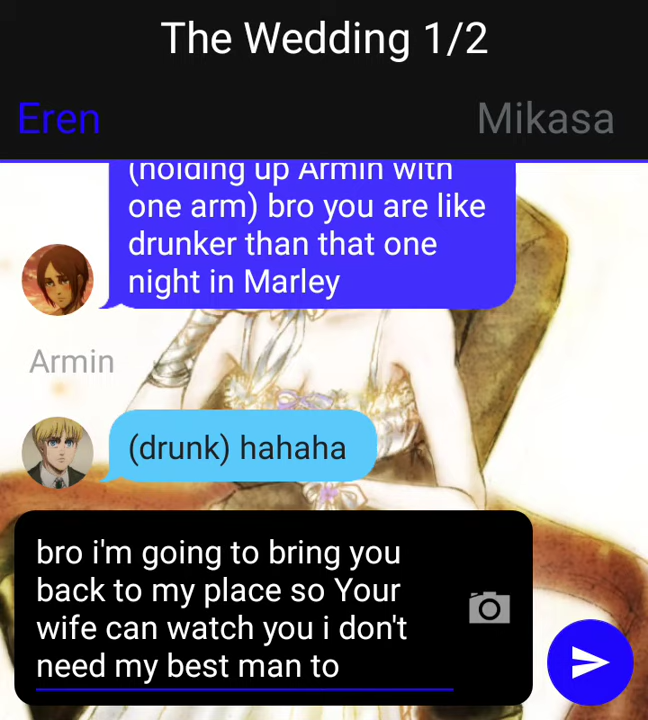 The Wedding 1/2
Eren
Mikasa
(holding up Armin with
one arm) bro you are like
drunker than that one
night in Marley
Armin
(drunk) hahaha
bro i'm going to bring you
back to my place so Your
wife can watch you i don't
need my best man to